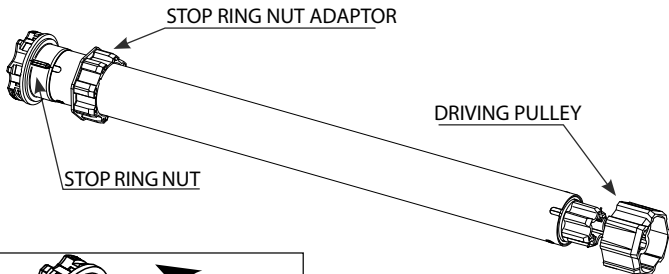 STOP RING NUT ADAPTOR
DRIVING PULLEY
STOP RING NUT